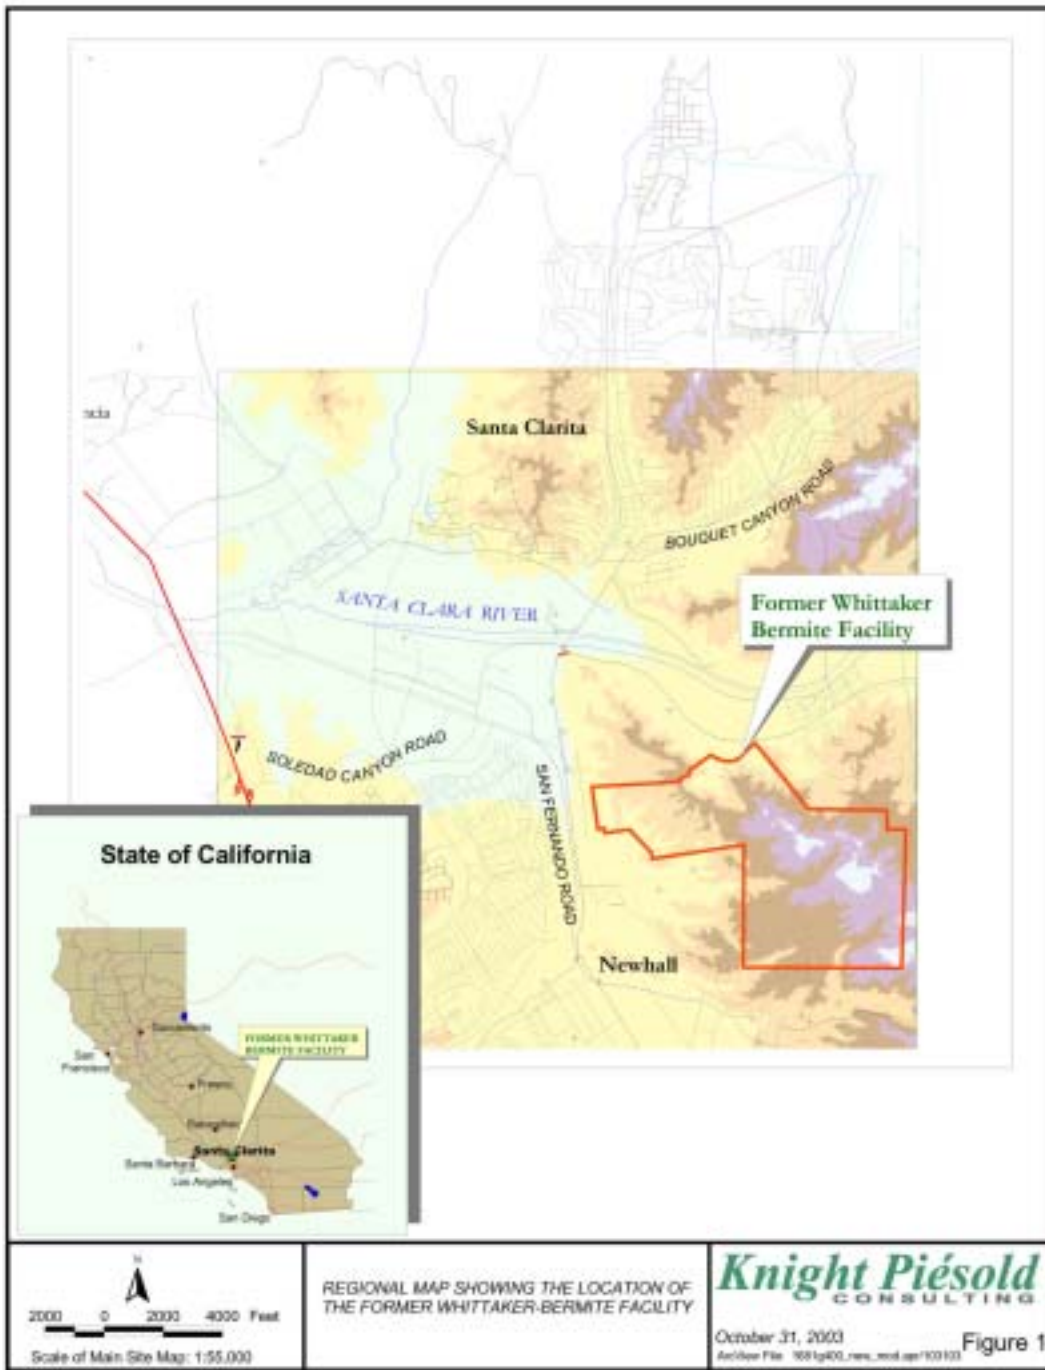 Santa Clarita
BOUQUET CANYON ROAD
SANTA CLARA RIVER
Former Whittaker
Bermite Facility
SOLEDAD CANYON ROAD
SAN FERNANDO ROAD
Newhall
State of California
FORMER WHITTAKER
BERMITE FACILITY
Sacramento
San
Francisco
Fresno
Santa Clarita
Santa Barbara
Los Angeles
San Diego
N
2000 0 2000 4000 Feet
Scale of Main Site Map: 1:55,000
REGIONAL MAP SHOWING THE LOCATION OF
THE FORMER WHITTAKER-BERMITE FACILITY
Knight Piésold
CONSULTING
October 31, 2003
ArcView File
Figure 1